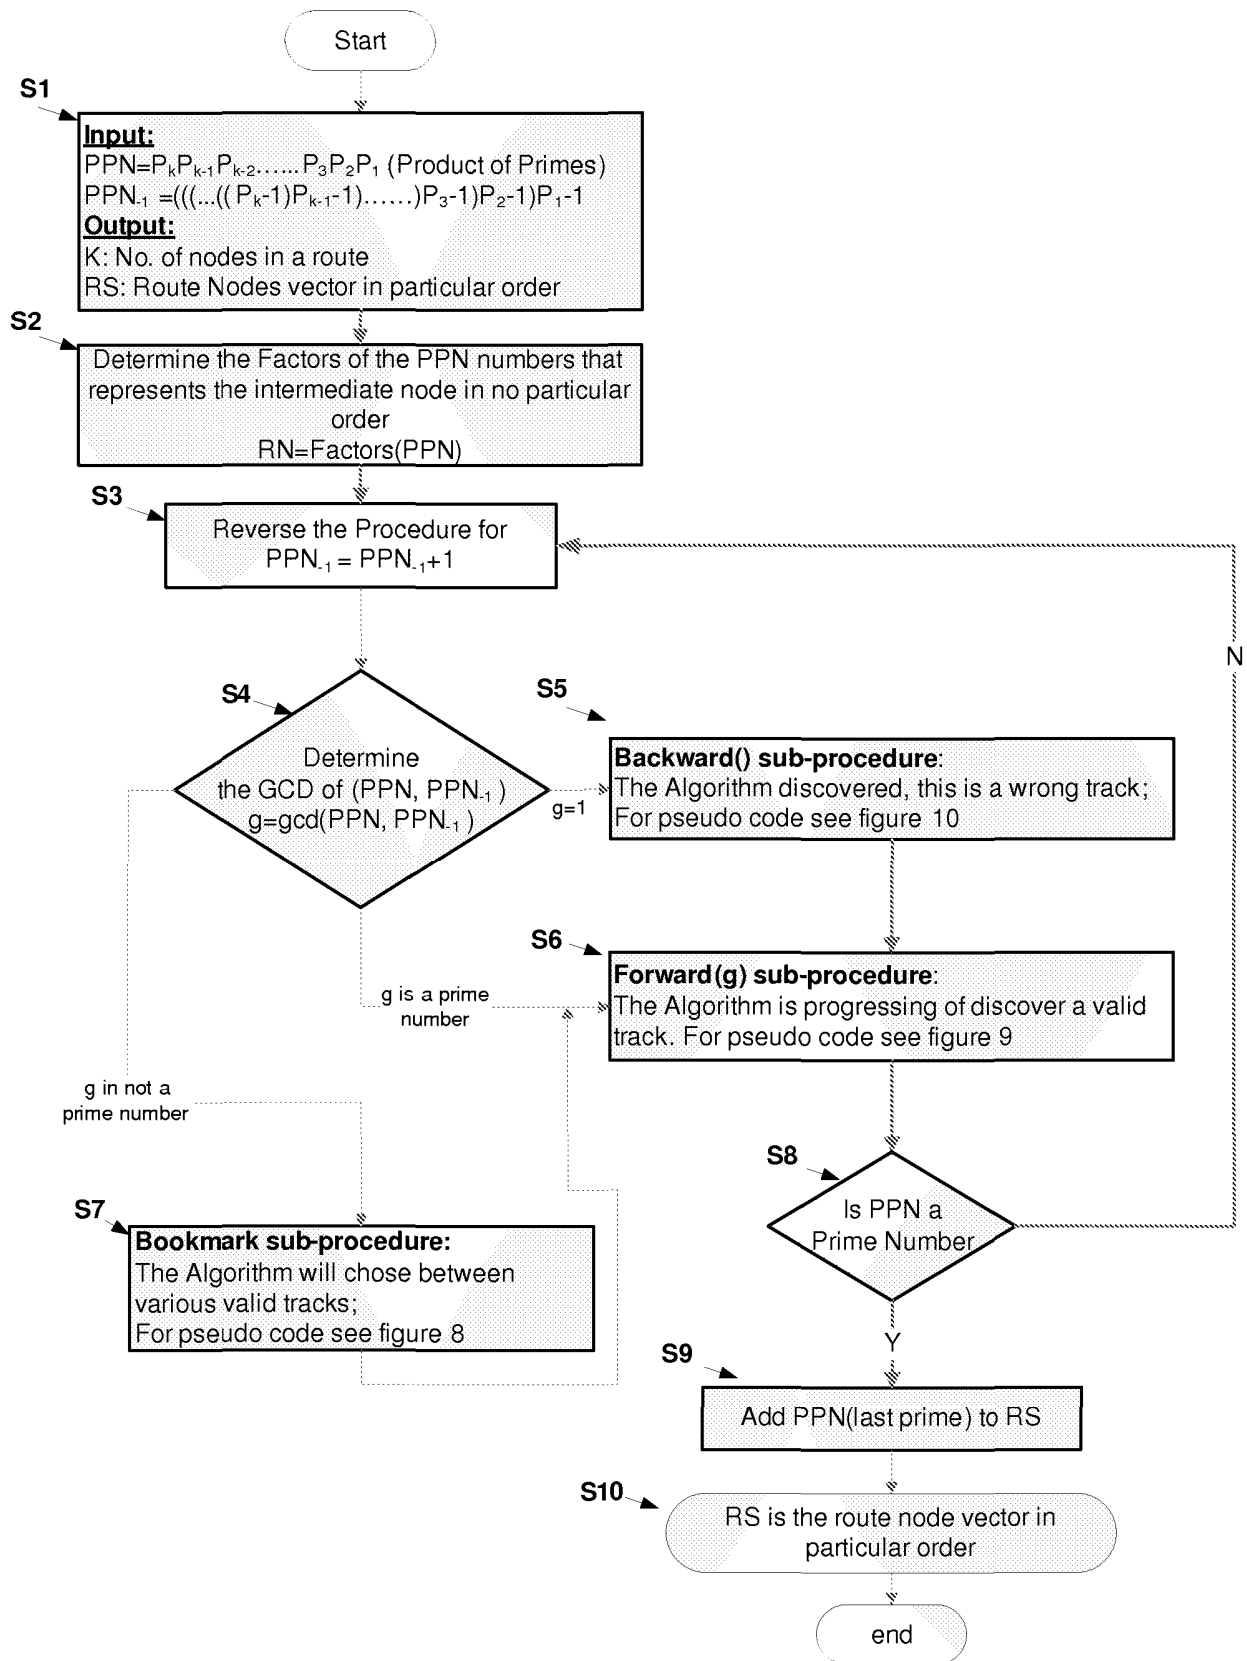 Start
S1
Input:
PPN=PₖPₖ₋₁Pₖ₋₂……P₃P₂P₁ (Product of Primes)
PPN₋₁ =(((...((Pₖ-1)Pₖ₋₁-1)……)P₃-1)P₂-1)P₁-1
Output:
K: No. of nodes in a route
RS: Route Nodes vector in particular order
S2
Determine the Factors of the PPN numbers that
represents the intermediate node in no particular
order
RN=Factors(PPN)
S3
Reverse the Procedure for
PPN₋₁ = PPN₋₁+1
N
S4
Determine
the GCD of (PPN, PPN₋₁ )
g=gcd(PPN, PPN₋₁ )
g=1
S5
Backward() sub-procedure:
The Algorithm discovered, this is a wrong track;
For pseudo code see figure 10
S6
Forward(g) sub-procedure:
The Algorithm is progressing of discover a valid
track. For pseudo code see figure 9
g is a prime
number
g in not a
prime number
S7
Bookmark sub-procedure:
The Algorithm will chose between
various valid tracks;
For pseudo code see figure 8
S8
Is PPN a
Prime Number
Y
S9
Add PPN(last prime) to RS
S10
RS is the route node vector in
particular order
end